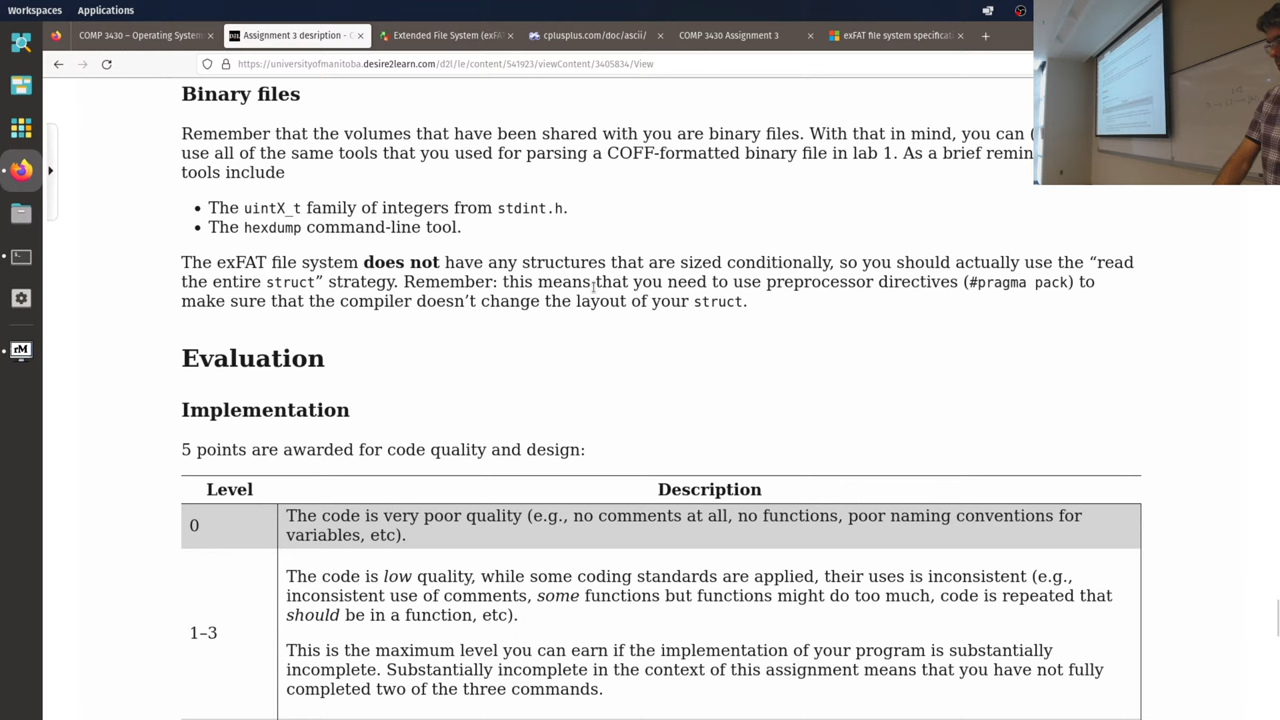 Workspaces Applications
COMP 3430 – Operating System
Assignment 3 desription -
Extended File System (exFA
cplusplus.com/doc/ascii/
COMP 3430 Assignment 3
exFAT file system specificat
https://universityofmanitoba.desire2learn.com/d2l/le/content/541923/viewContent/3405834/View
Binary files
Remember that the volumes that have been shared with you are binary files. With that in mind, you can (
use all of the same tools that you used for parsing a COFF-formatted binary file in lab 1. As a brief remin
tools include
• The uintX_t family of integers from stdint.h.
• The hexdump command-line tool.
The exFAT file system does not have any structures that are sized conditionally, so you should actually use the “read
the entire struct” strategy. Remember: this means that you need to use preprocessor directives (#pragma pack) to
make sure that the compiler doesn’t change the layout of your struct.
Evaluation
Implementation
5 points are awarded for code quality and design:
Level Description
0 The code is very poor quality (e.g., no comments at all, no functions, poor naming conventions for
variables, etc).
The code is low quality, while some coding standards are applied, their uses is inconsistent (e.g.,
inconsistent use of comments, some functions but functions might do too much, code is repeated that
should be in a function, etc).
1–3
This is the maximum level you can earn if the implementation of your program is substantially
incomplete. Substantially incomplete in the context of this assignment means that you have not fully
completed two of the three commands.